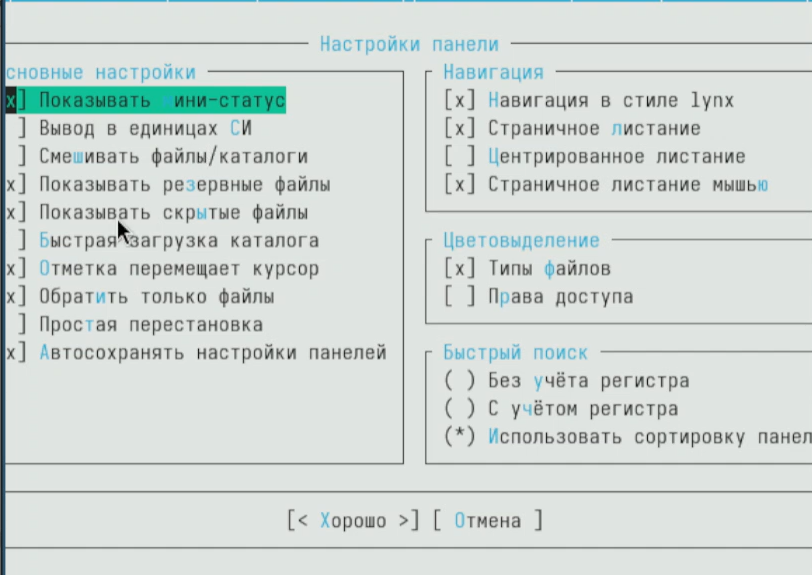 Настройки панели
сновные настройки
x] Показывать мини-статус
] Вывод в единицах СИ
] Смешивать файлы/каталоги
x] Показывать резервные файлы
x] Показывать скрытые файлы
] Быстрая загрузка каталога
x] Отметка перемещает курсор
x] Обратить только файлы
] Простая перестановка
x] Автосохранять настройки панелей
Навигация
[x] Навигация в стиле lynx
[x] Страничное листание
[ ] Центрированное листание
[x] Страничное листание мышью
Цветовыделение
[x] Типы файлов
[ ] Права доступа
Быстрый поиск
( ) Без учёта регистра
( ) С учётом регистра
(*) Использовать сортировку панел
[< Хорошо >] [ Отмена ]